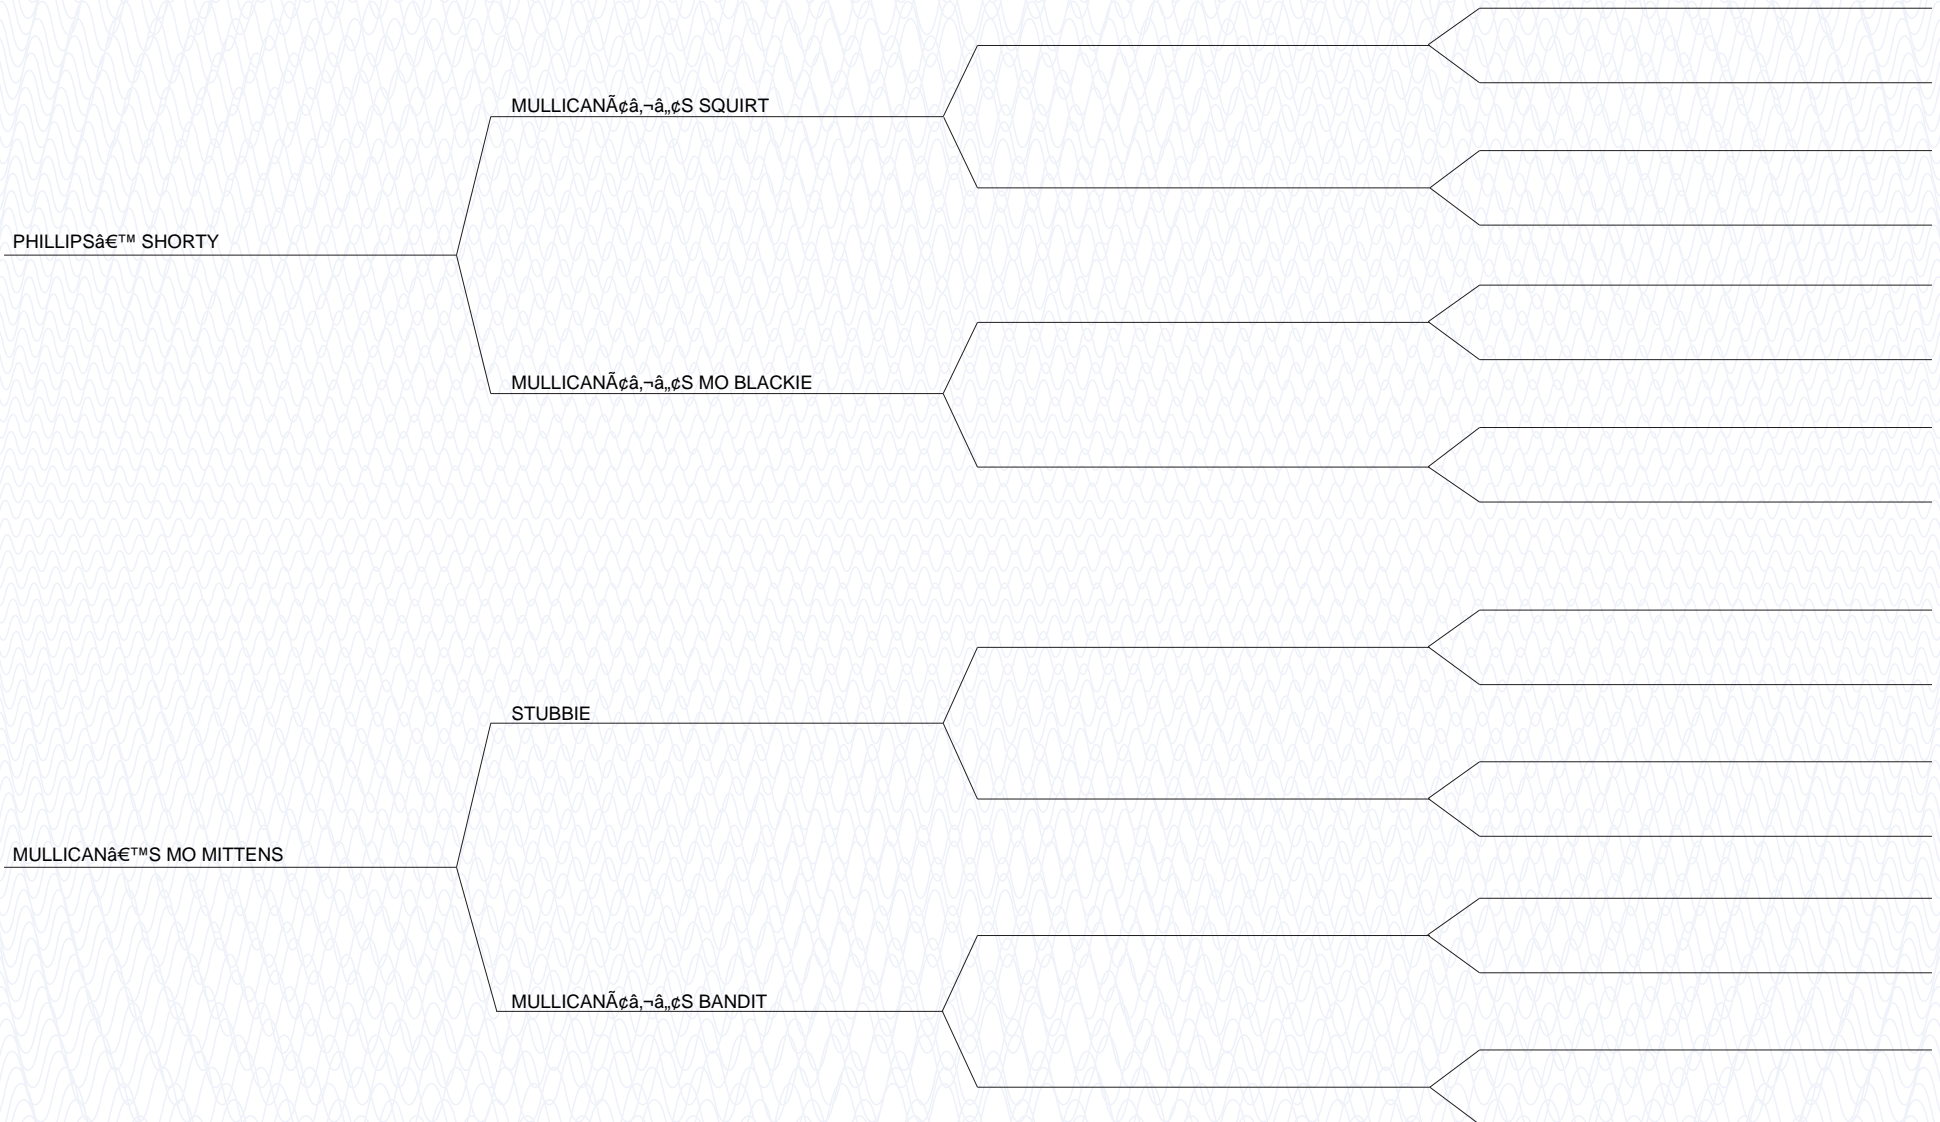 MULLICANÃ¢â‚¬â„¢S SQUIRT
PHILLIPSâ€™ SHORTY
MULLICANÃ¢â‚¬â„¢S MO BLACKIE
STUBBIE
MULLICANâ€™S MO MITTENS
MULLICANÃ¢â‚¬â„¢S BANDIT